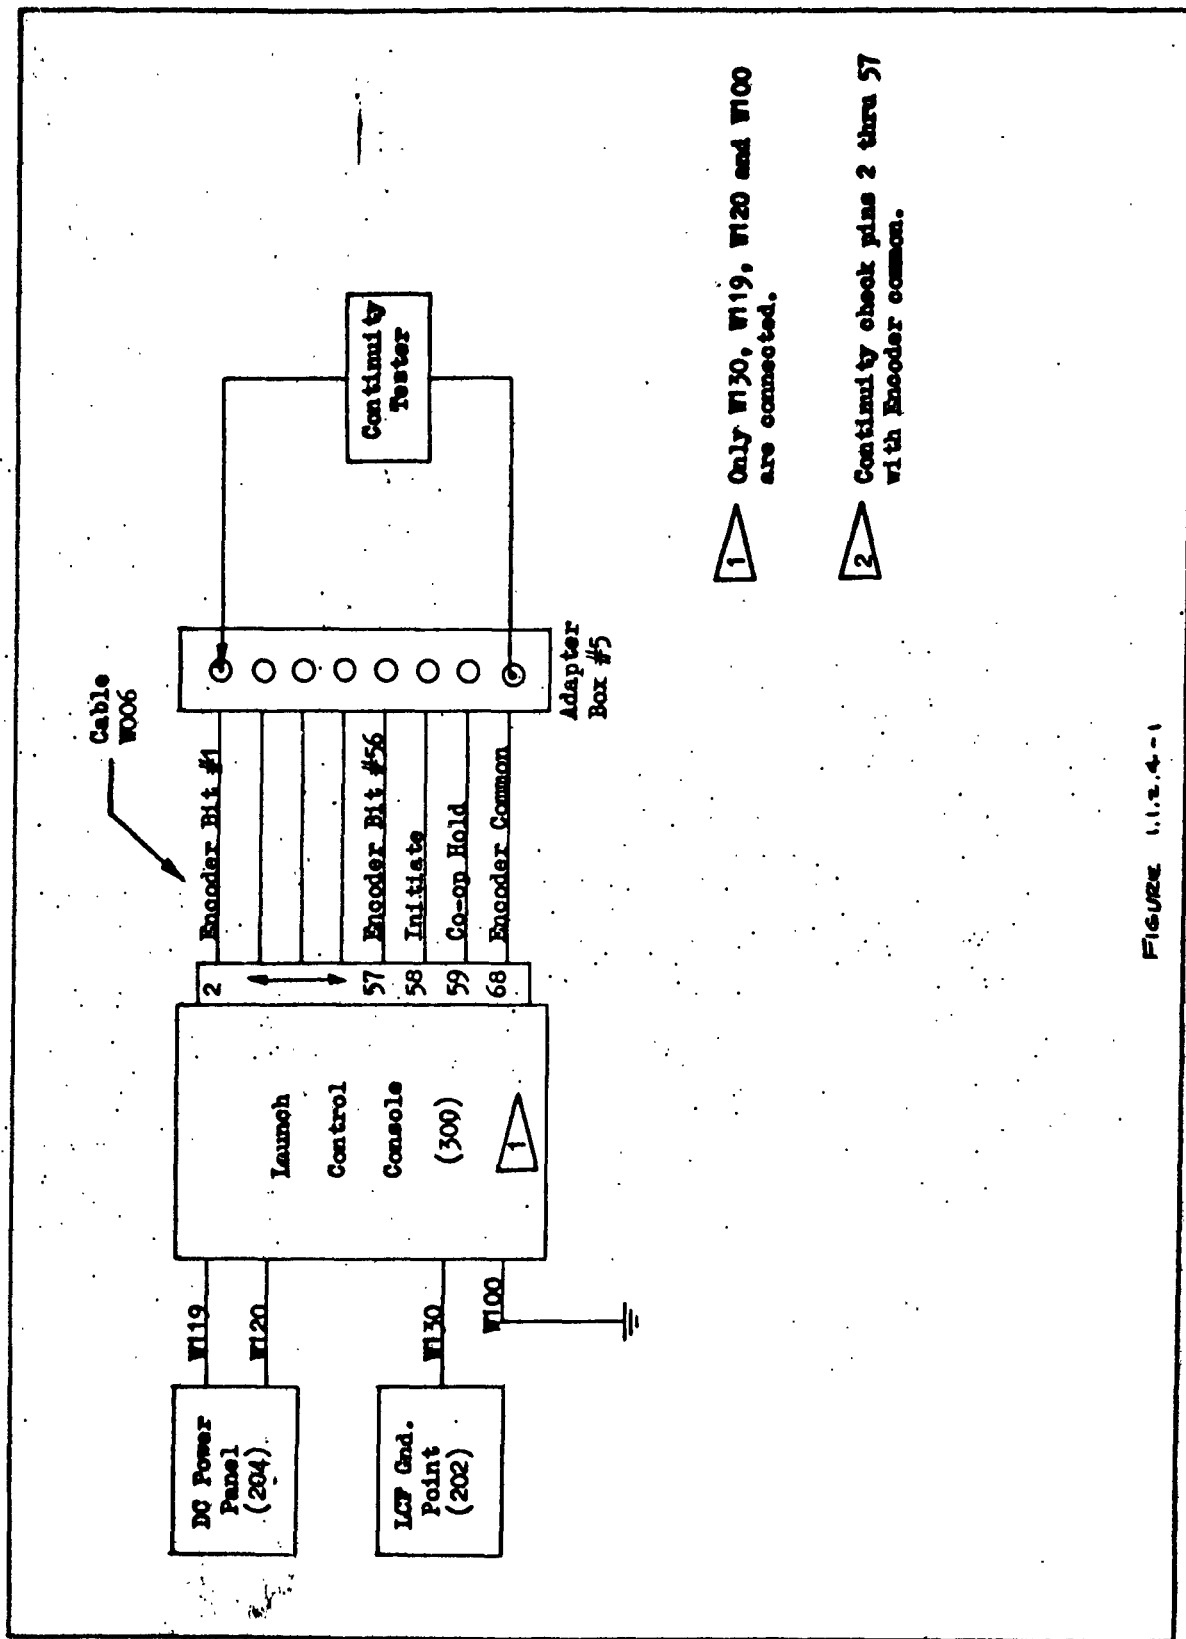 Cable
W006
Encoder Bit #1
Encoder Bit #56
Initiate
Co-op Hold
Encoder Common
2
57
58
59
68
Launch
Control
Console
(300)
1
W119
W120
W130
W100
DC Power
Panel
(204)
LCF Gnd.
Point
(202)
Adapter
Box #5
Continuity
Tester
1
Only W130, W119, W120 and W100
are connected.
2
Continuity check pins 2 thru 57
with Encoder common.
FIGURE 1.1.2.4-1